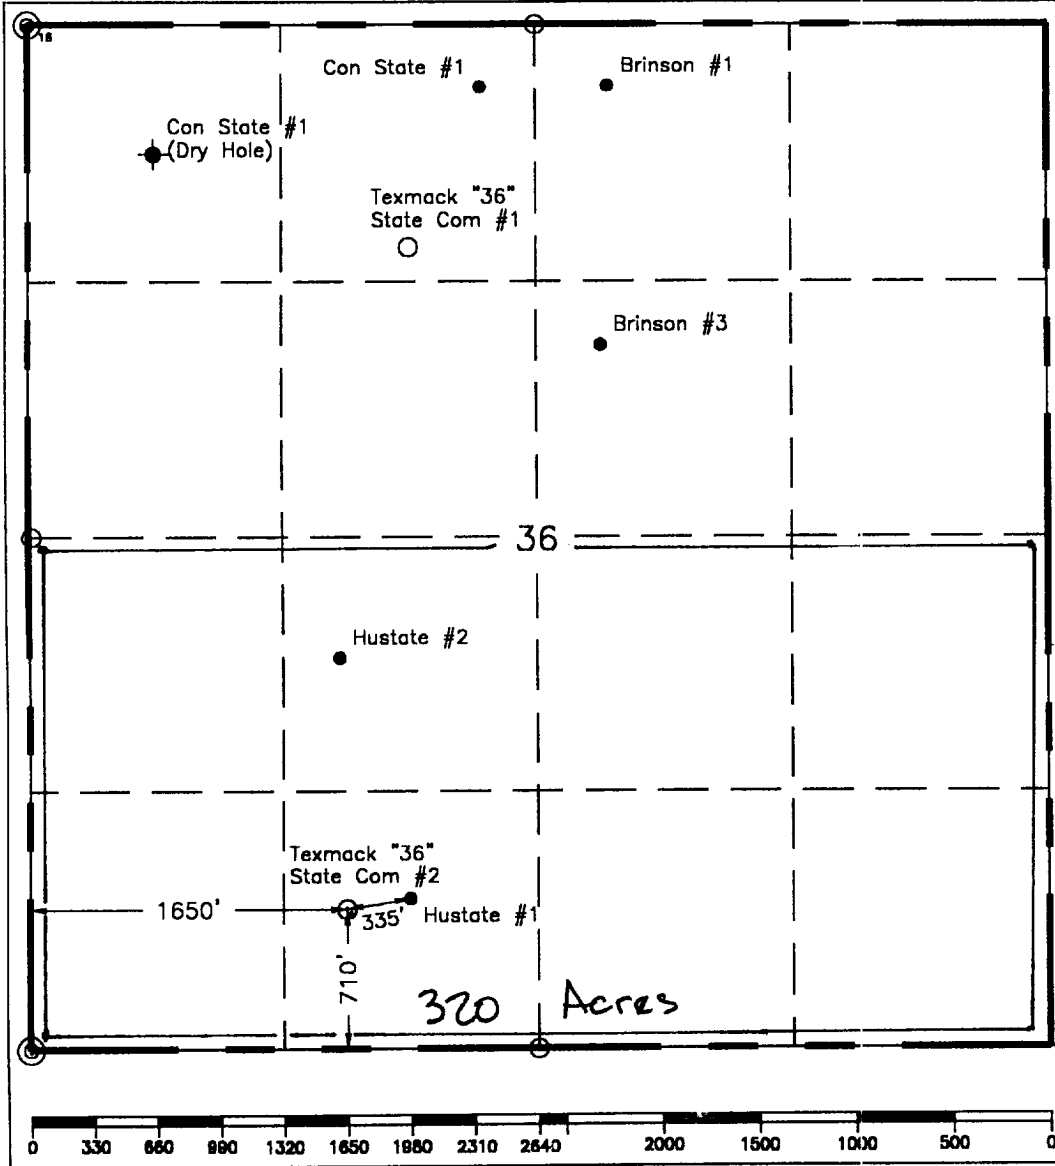 18
Con State #1
Brinson #1
Con State #1
(Dry Hole)
Texmack "36"
State Com #1
Brinson #3
36
Hustate #2
Texmack "36"
State Com #2
1650'
335'
Hustate #1
710'
320 Acres
0 330 660 990 1320 1650 1980 2310 2640 2000 1500 1000 500 0